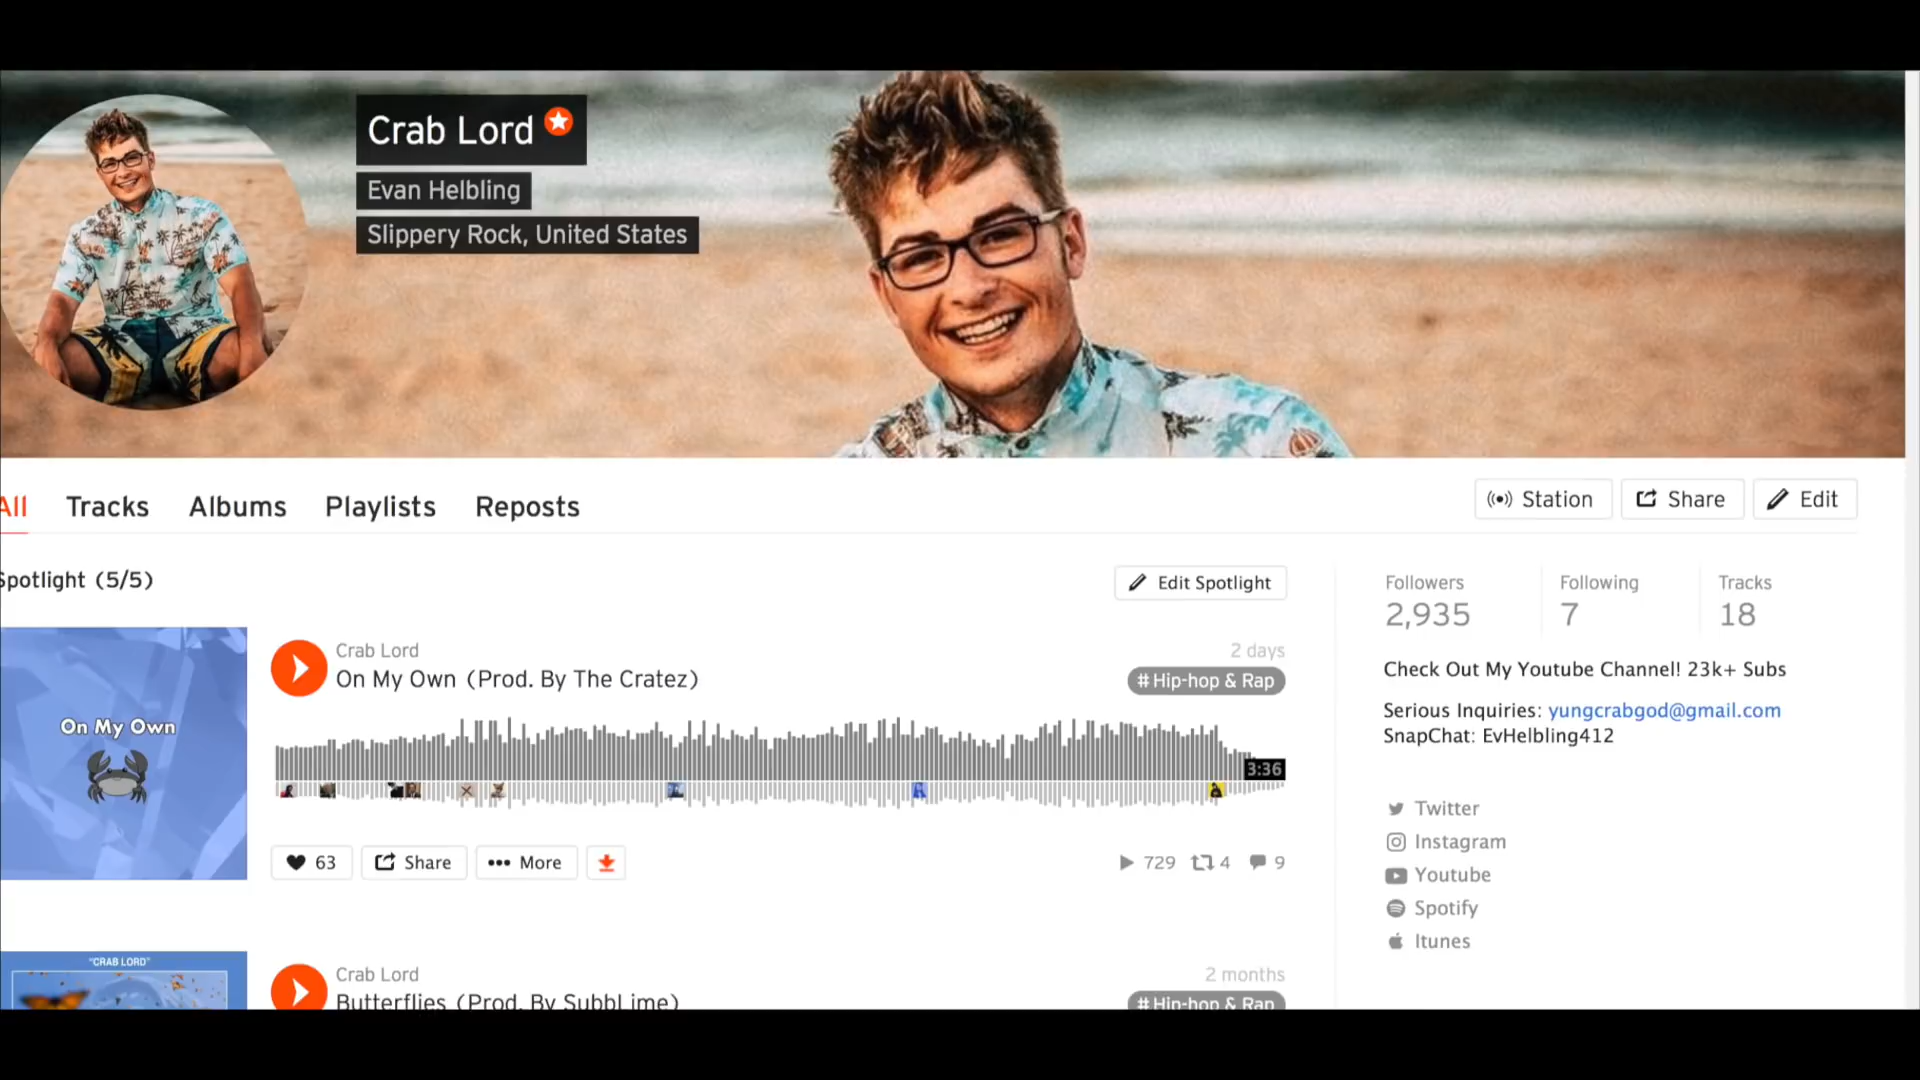 Crab Lord
Evan Helbling
Slippery Rock, United States
All
Tracks
Albums
Playlists
Reposts
Station
Share
Edit
Spotlight (5/5)
Edit Spotlight
Followers
2,935
Following
7
Tracks
18
Crab Lord
2 days
On My Own (Prod. By The Cratez)
# Hip-hop & Rap
On My Own
3:36
63
Share
More
729
4
9
Check Out My Youtube Channel! 23k+ Subs
Serious Inquiries: yungcrabgod@gmail.com
SnapChat: EvHelbling412
Twitter
Instagram
Youtube
Spotify
Itunes
"CRAB LORD"
Crab Lord
2 months
Butterflies (Prod. By SubbLime)
# Hip-hop & Rap